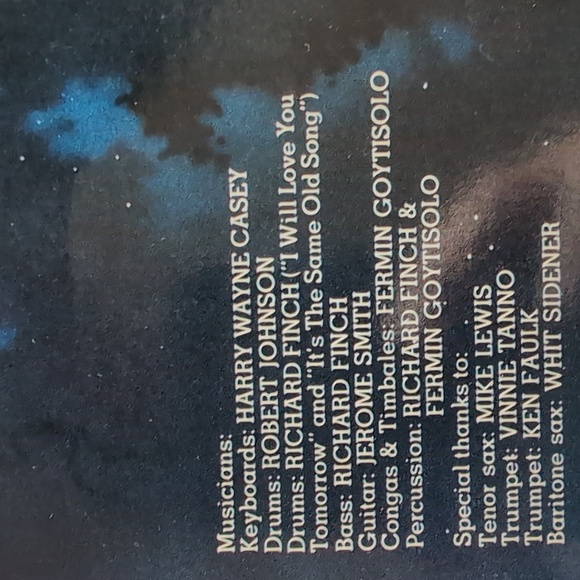 Musicians:
Keyboards: HARRY WAYNE CASEY
Drums: ROBERT JOHNSON
Drums: RICHARD FINCH ("I Will Love You
Tomorrow" and "It's The Same Old Song")
Bass: RICHARD FINCH
Guitar: JEROME SMITH
Congas & Timbales: FERMIN GOYTISOLO
Percussion: RICHARD FINCH &
FERMIN GOYTISOLO
Special thanks to:
Tenor sax: MIKE LEWIS
Trumpet: VINNIE TANNO
Trumpet: KEN FAULK
Baritone sax: WHIT SIDENER